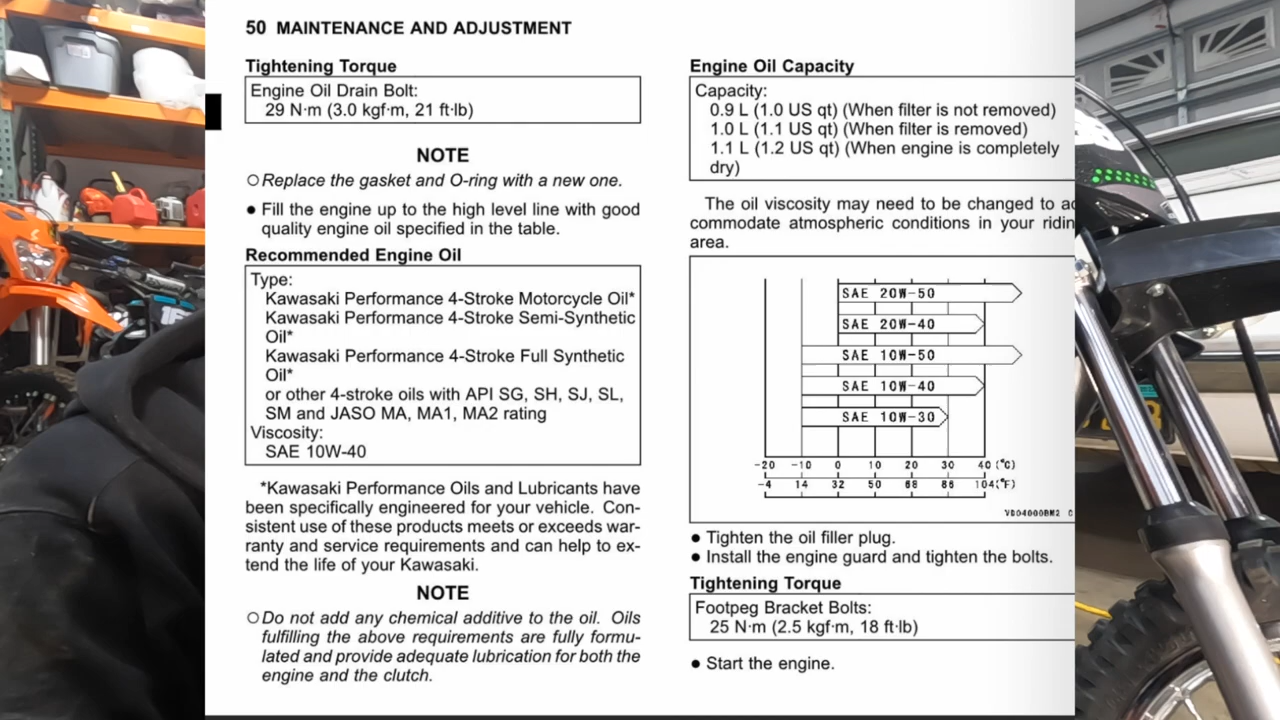 50 MAINTENANCE AND ADJUSTMENT
Tightening Torque
Engine Oil Drain Bolt:
29 N·m (3.0 kgf·m, 21 ft·lb)
NOTE
○ Replace the gasket and O-ring with a new one.
● Fill the engine up to the high level line with good
quality engine oil specified in the table.
Recommended Engine Oil
Type:
Kawasaki Performance 4-Stroke Motorcycle Oil*
Kawasaki Performance 4-Stroke Semi-Synthetic
Oil*
Kawasaki Performance 4-Stroke Full Synthetic
Oil*
or other 4-stroke oils with API SG, SH, SJ, SL,
SM and JASO MA, MA1, MA2 rating
Viscosity:
SAE 10W-40
*Kawasaki Performance Oils and Lubricants have
been specifically engineered for your vehicle. Con-
sistent use of these products meets or exceeds war-
ranty and service requirements and can help to ex-
tend the life of your Kawasaki.
NOTE
○ Do not add any chemical additive to the oil. Oils
fulfilling the above requirements are fully formu-
lated and provide adequate lubrication for both the
engine and the clutch.
Engine Oil Capacity
Capacity:
0.9 L (1.0 US qt) (When filter is not removed)
1.0 L (1.1 US qt) (When filter is removed)
1.1 L (1.2 US qt) (When engine is completely
dry)
The oil viscosity may need to be changed to ac
commodate atmospheric conditions in your ridin
area.
SAE 20W-50
SAE 20W-40
SAE 10W-50
SAE 10W-40
SAE 10W-30
-20 -10 0 10 20 30 40 (°C)
-4 14 32 50 68 86 104(°F)
● Tighten the oil filler plug.
● Install the engine guard and tighten the bolts.
Tightening Torque
Footpeg Bracket Bolts:
25 N·m (2.5 kgf·m, 18 ft·lb)
● Start the engine.